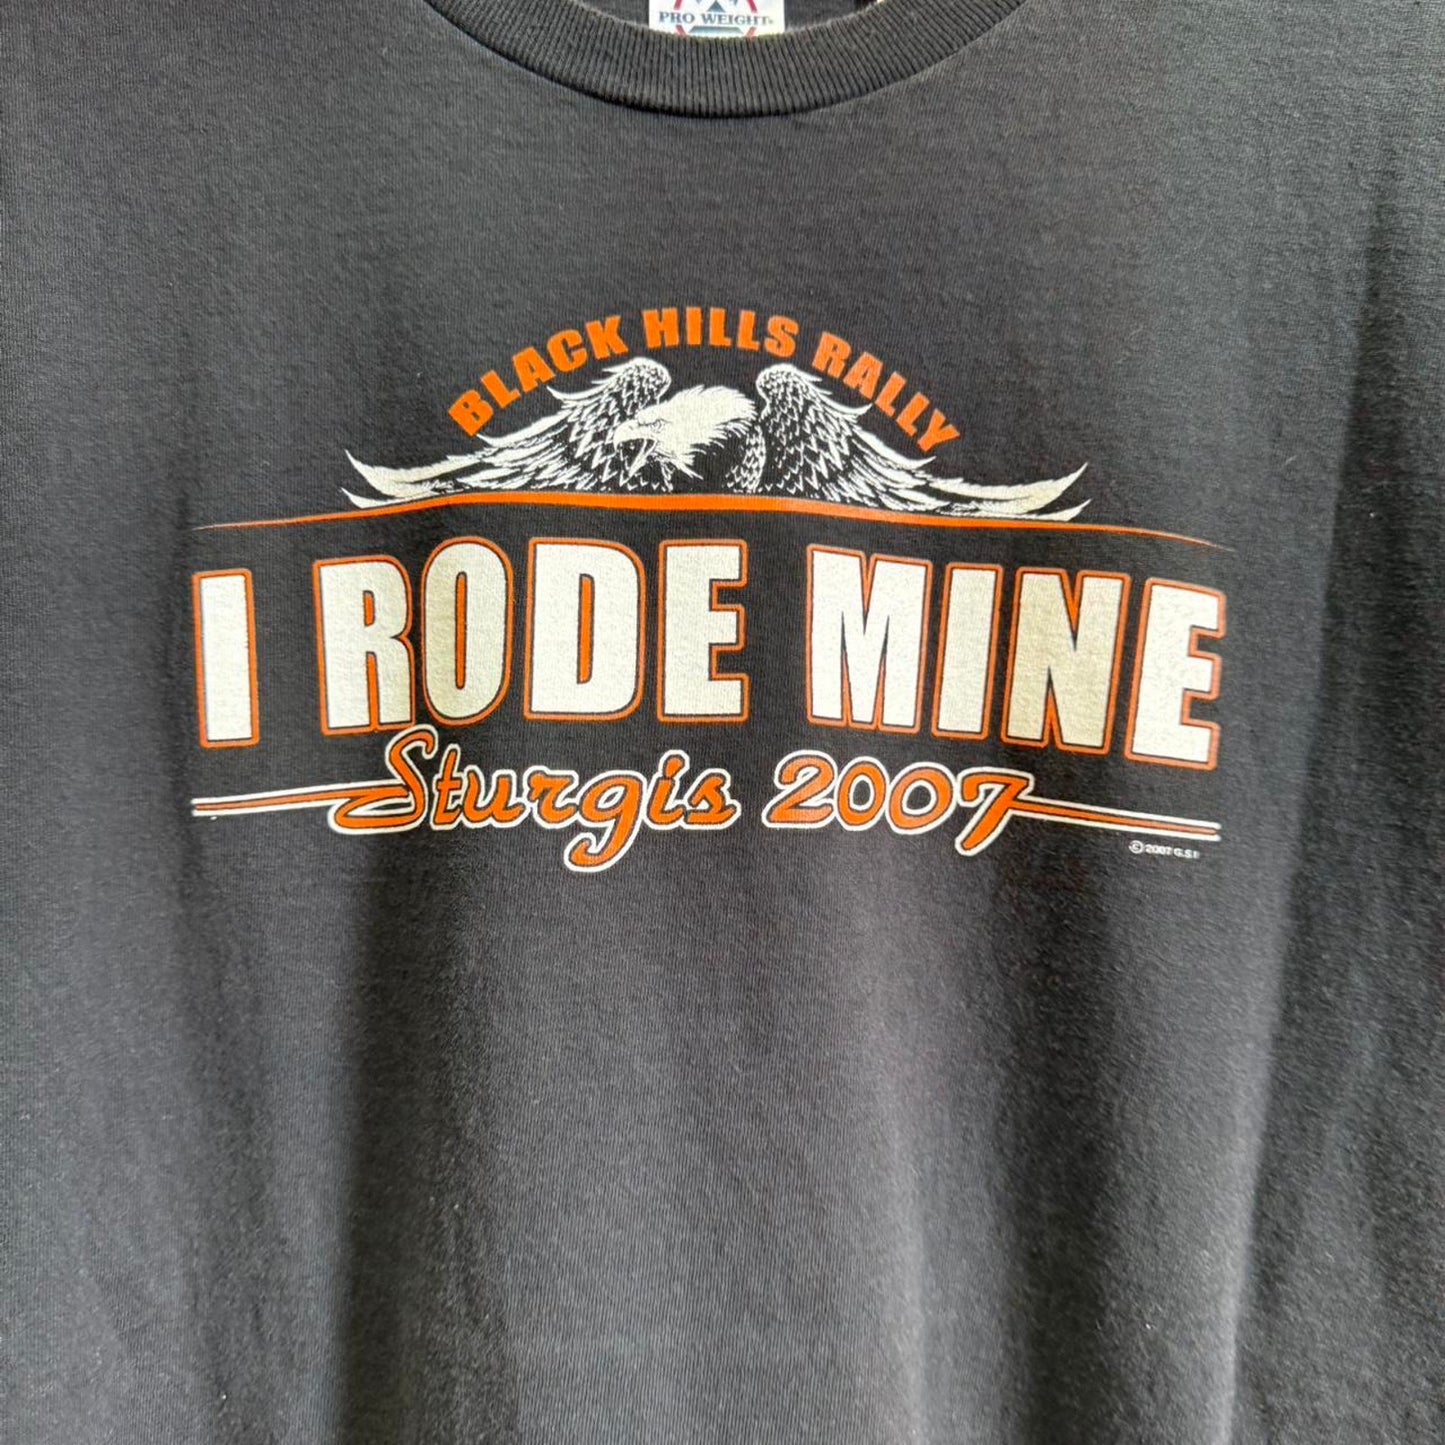 PRO WEIGHT
BLACK HILLS RALLY
I RODE MINE
Sturgis 2007
© 2007 G.S.I